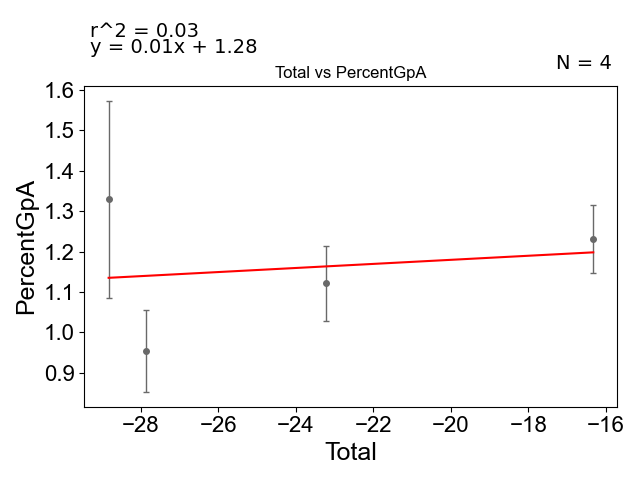 r^2 = 0.03
y = 0.01x + 1.28
N = 4
Total vs PercentGpA
PercentGpA
1.6
1.5
1.4
1.3
1.2
1.1
1.0
0.9
−28 −26 −24 −22 −20 −18 −16
Total